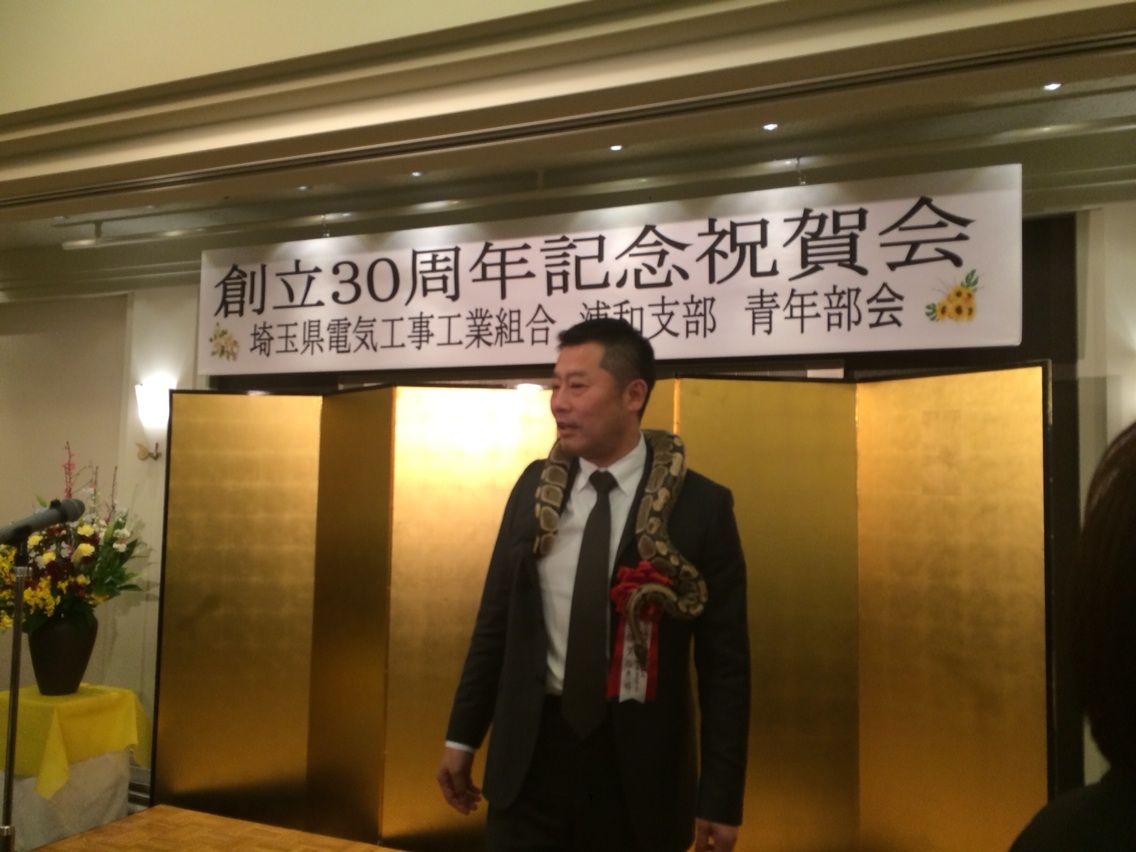 創立30周年記念祝賀会
埼玉県電気工事工業組合 浦和支部 青年部会